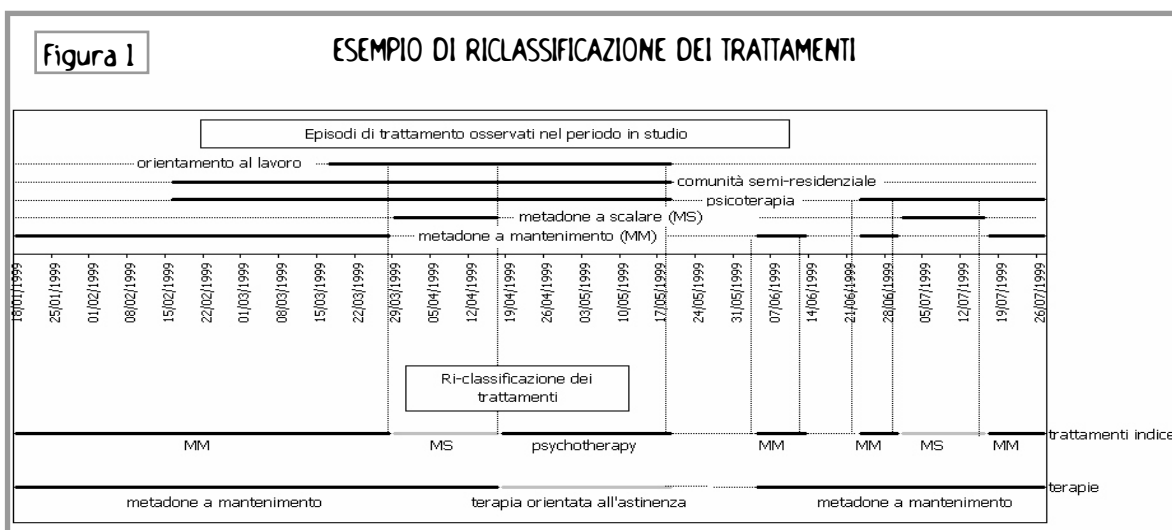 Figura 1
ESEMPIO DI RICLASSIFICAZIONE DEI TRATTAMENTI
Episodi di trattamento osservati nel periodo in studio
orientamento al lavoro
comunità semi-residenziale
psicoterapia
metadone a scalare (MS)
metadone a mantenimento (MM)
18/01/1999
25/01/1999
01/02/1999
08/02/1999
15/02/1999
22/02/1999
01/03/1999
08/03/1999
15/03/1999
22/03/1999
29/03/1999
05/04/1999
12/04/1999
19/04/1999
26/04/1999
03/05/1999
10/05/1999
17/05/1999
24/05/1999
31/05/1999
07/06/1999
14/06/1999
21/06/1999
28/06/1999
05/07/1999
12/07/1999
19/07/1999
26/07/1999
Ri-classificazione dei
trattamenti
trattamenti indice
MM MS psychotherapy MM MM MS MM
terapie
metadone a mantenimento terapia orientata all'astinenza metadone a mantenimento